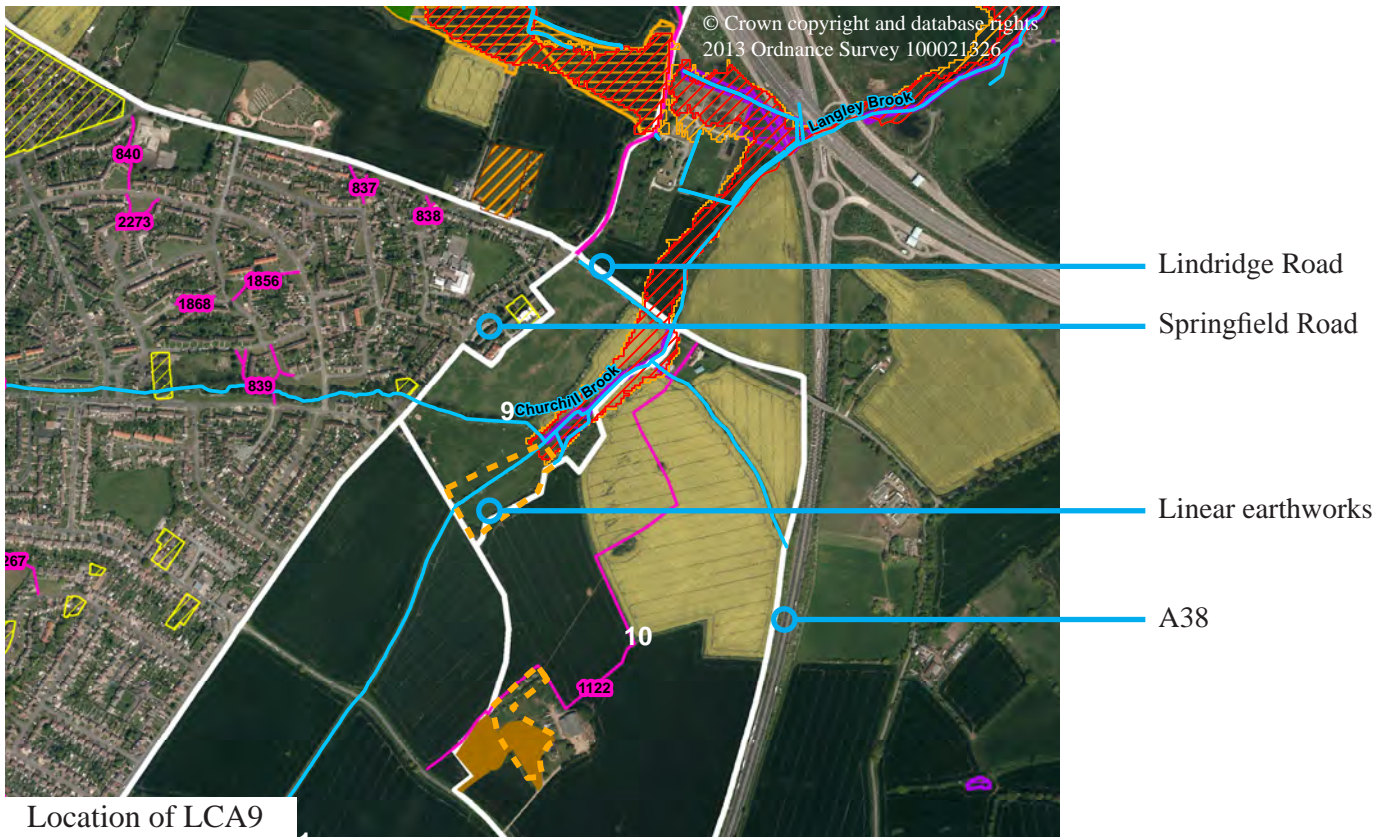 © Crown copyright and database rights
2013 Ordnance Survey 100021326
Langley Brook
840
837
2273
838
1856
1868
Lindridge Road
Springfield Road
839
Churchill Brook
9
Linear earthworks
267
A38
10
1122
Location of LCA9